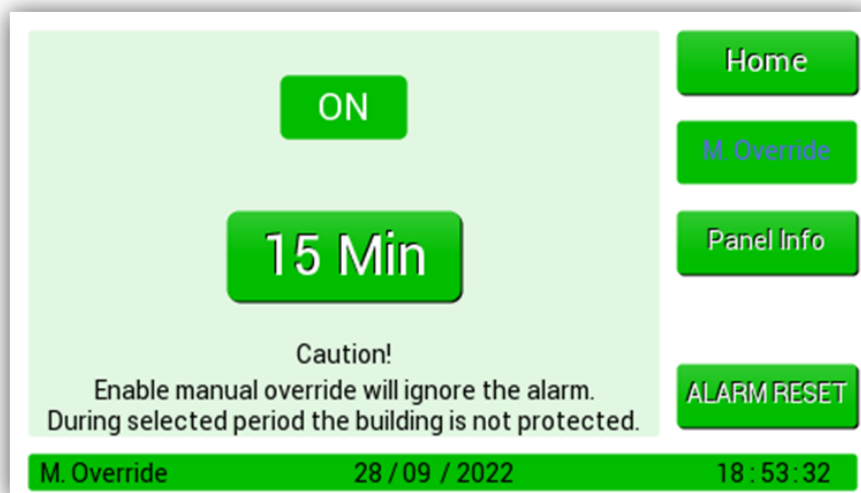 ON
15 Min
Caution!
Enable manual override will ignore the alarm.
During selected period the building is not protected.
Home
M. Override
Panel Info
ALARM RESET
M. Override 28 / 09 / 2022 18 : 53 : 32